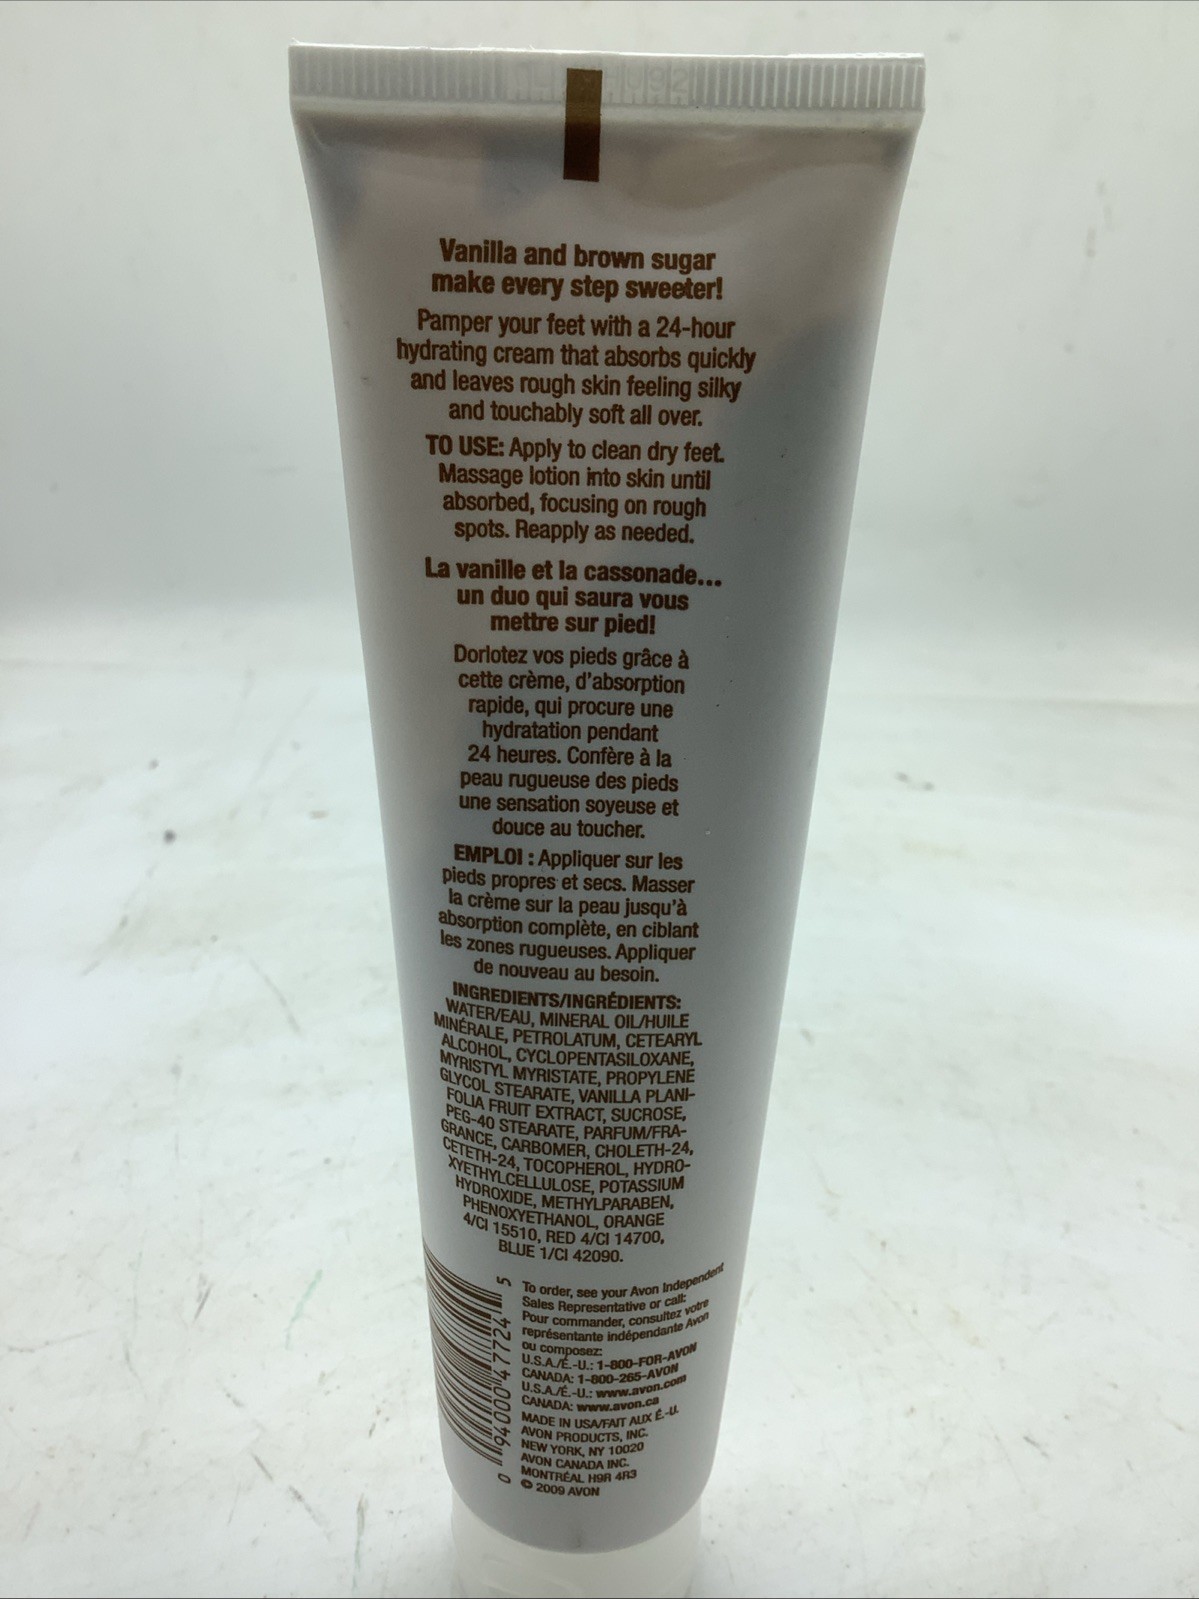 Vanilla and brown sugar
make every step sweeter!
Pamper your feet with a 24-hour
hydrating cream that absorbs quickly
and leaves rough skin feeling silky
and touchably soft all over.
TO USE: Apply to clean dry feet.
Massage lotion into skin until
absorbed, focusing on rough
spots. Reapply as needed.
La vanille et la cassonade...
un duo qui saura vous
mettre sur pied!
Dorlotez vos pieds grâce à
cette crème, d'absorption
rapide, qui procure une
hydratation pendant
24 heures. Confère à la
peau rugueuse des pieds
une sensation soyeuse et
douce au toucher.
EMPLOI : Appliquer sur les
pieds propres et secs. Masser
la crème sur la peau jusqu'à
absorption complète, en ciblant
les zones rugueuses. Appliquer
de nouveau au besoin.
INGREDIENTS/INGRÉDIENTS:
WATER/EAU, MINERAL OIL/HUILE
MINÉRALE, PETROLATUM, CETEARYL
ALCOHOL, CYCLOPENTASILOXANE,
MYRISTYL MYRISTATE, PROPYLENE
GLYCOL STEARATE, VANILLA PLANI-
FOLIA FRUIT EXTRACT, SUCROSE,
PEG-40 STEARATE, PARFUM/FRA-
GRANCE, CARBOMER, CHOLETH-24,
CETETH-24, TOCOPHEROL, HYDRO-
XYETHYLCELLULOSE, POTASSIUM
HYDROXIDE, METHYLPARABEN,
PHENOXYETHANOL, ORANGE
4/CI 15510, RED 4/CI 14700,
BLUE 1/CI 42090.
To order, see your Avon Independent
Sales Representative or call:
Pour commander, consultez votre
représentante indépendante Avon
ou composez:
U.S.A./É.-U.: 1-800-FOR-AVON
CANADA: 1-800-265-AVON
U.S.A./É.-U.: www.avon.com
CANADA: www.avon.ca
MADE IN USA/FAIT AUX É.-U.
AVON PRODUCTS, INC.
NEW YORK, NY 10020
AVON CANADA INC.
MONTRÉAL H9R 4R3
© 2009 AVON
0 94000 47724 5